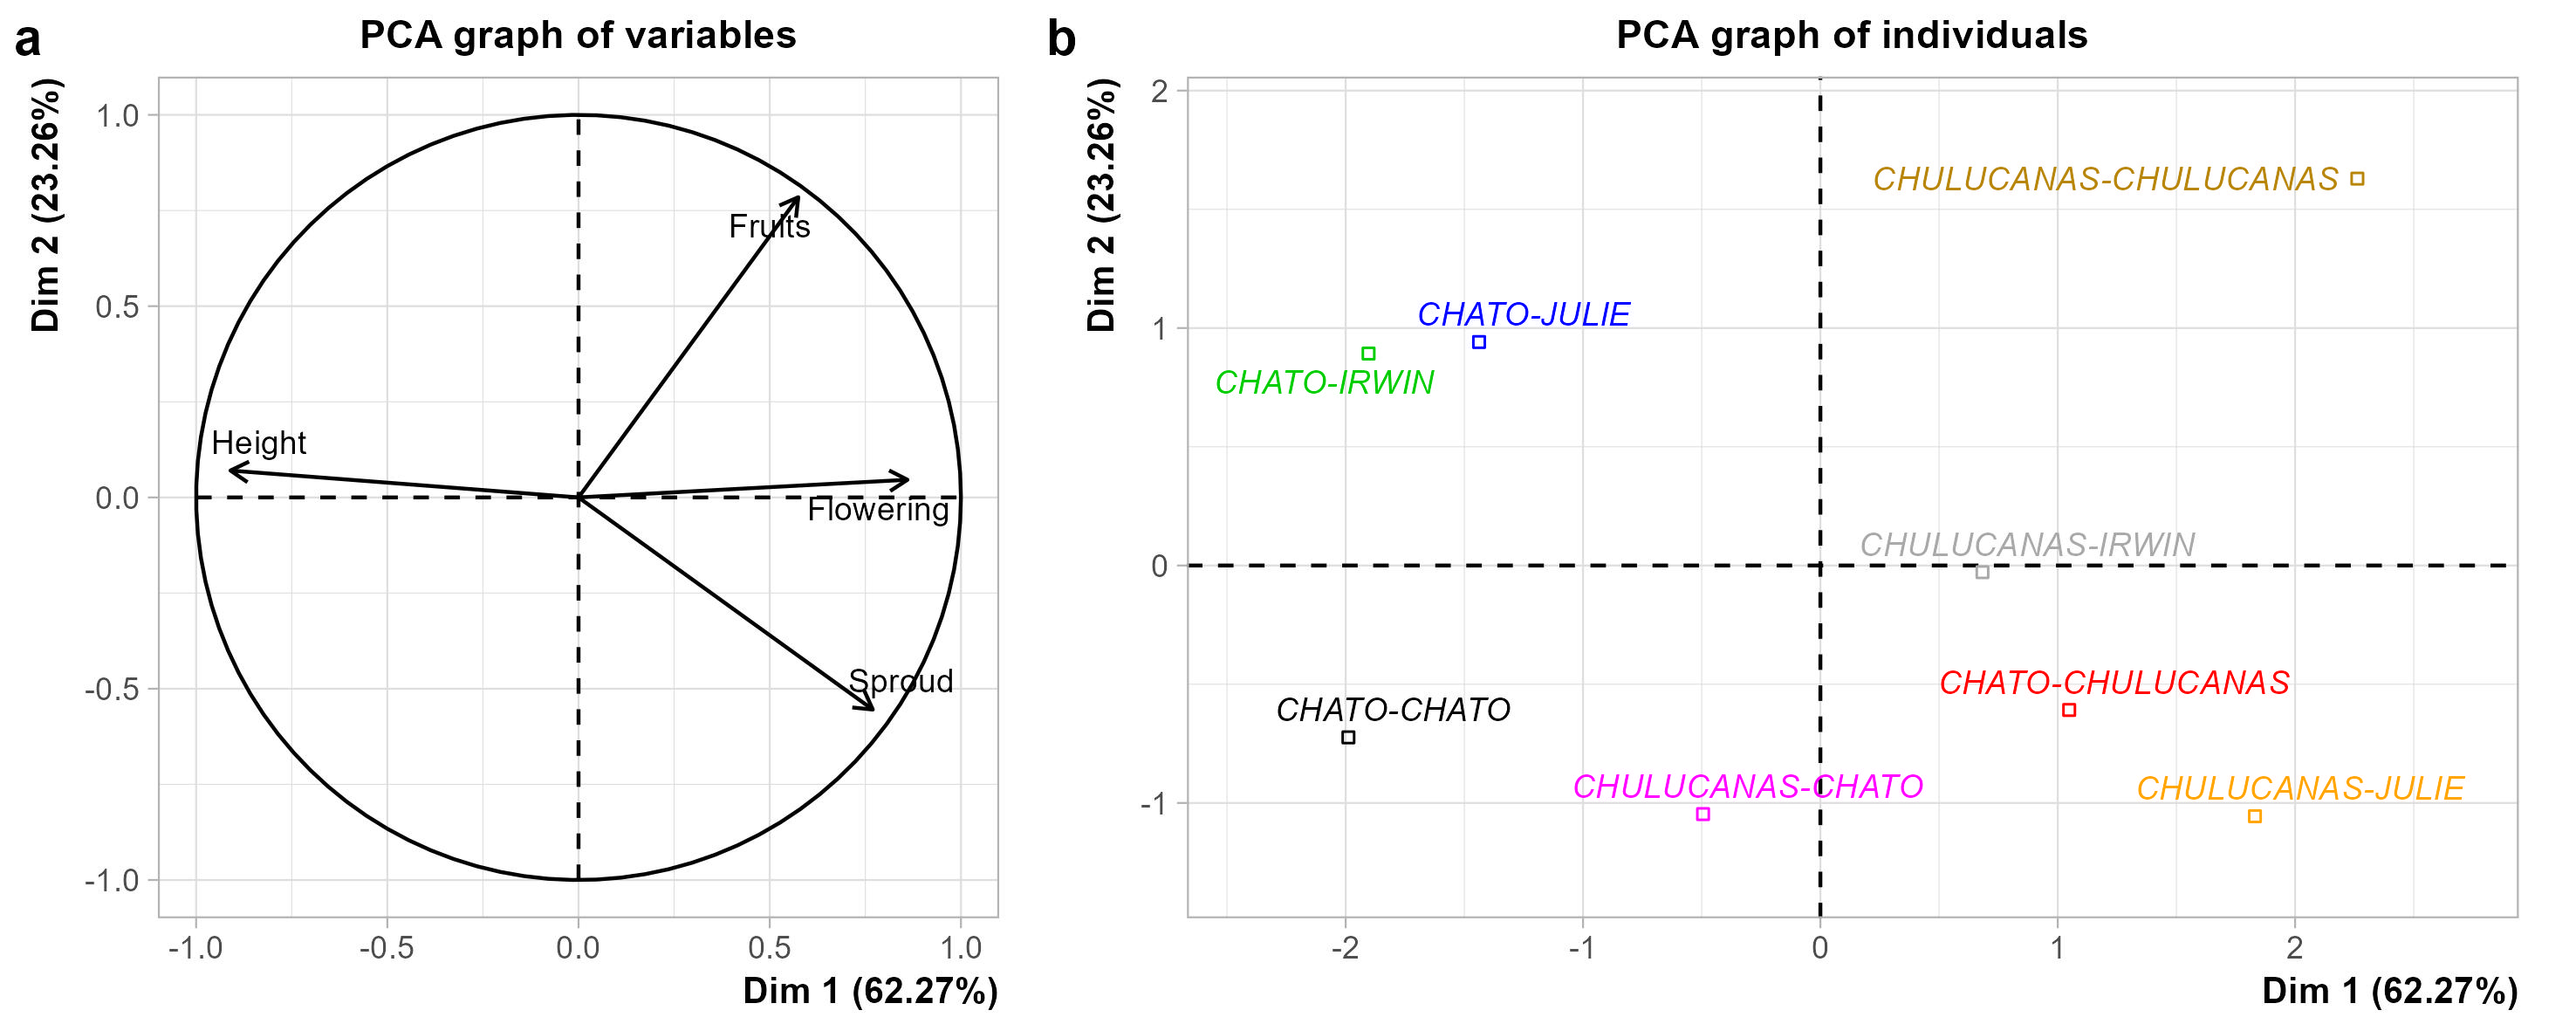 a
PCA graph of variables
Dim 2 (23.26%)
1.0
0.5
0.0
-0.5
-1.0
Fruits
Height
Flowering
Sproud
-1.0
-0.5
0.0
0.5
1.0
Dim 1 (62.27%)
b
PCA graph of individuals
Dim 2 (23.26%)
2
1
0
-1
CHULUCANAS-CHULUCANAS
CHATO-JULIE
CHATO-IRWIN
CHULUCANAS-IRWIN
CHATO-CHULUCANAS
CHATO-CHATO
CHULUCANAS-CHATO
CHULUCANAS-JULIE
-2
-1
0
1
2
Dim 1 (62.27%)